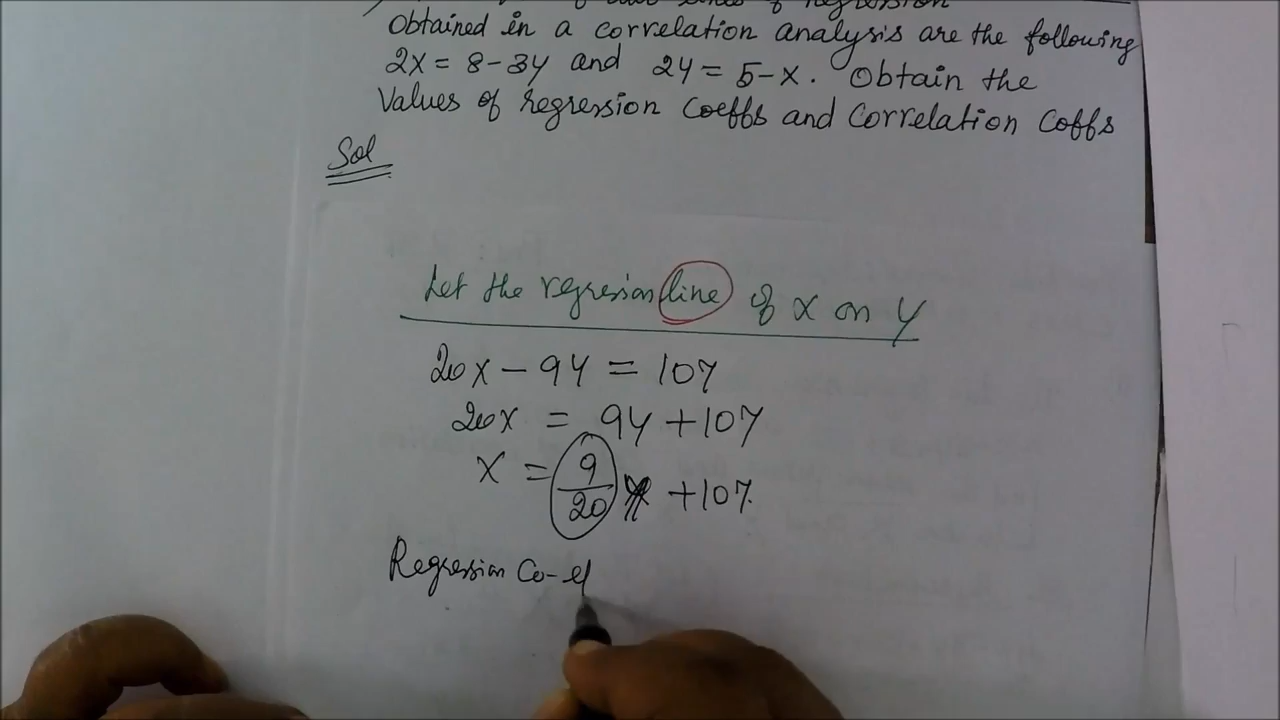 of regression
Obtained in a correlation analysis are the following
2x = 8-3y and 2y = 5-x. Obtain the
Values of regression Coeffs and Correlation Coffs
Sol
Let the regression line of x on y
20x - 9y = 107
20x = 9y + 107
x = 9/20 y + 107.
Regression Co-ef